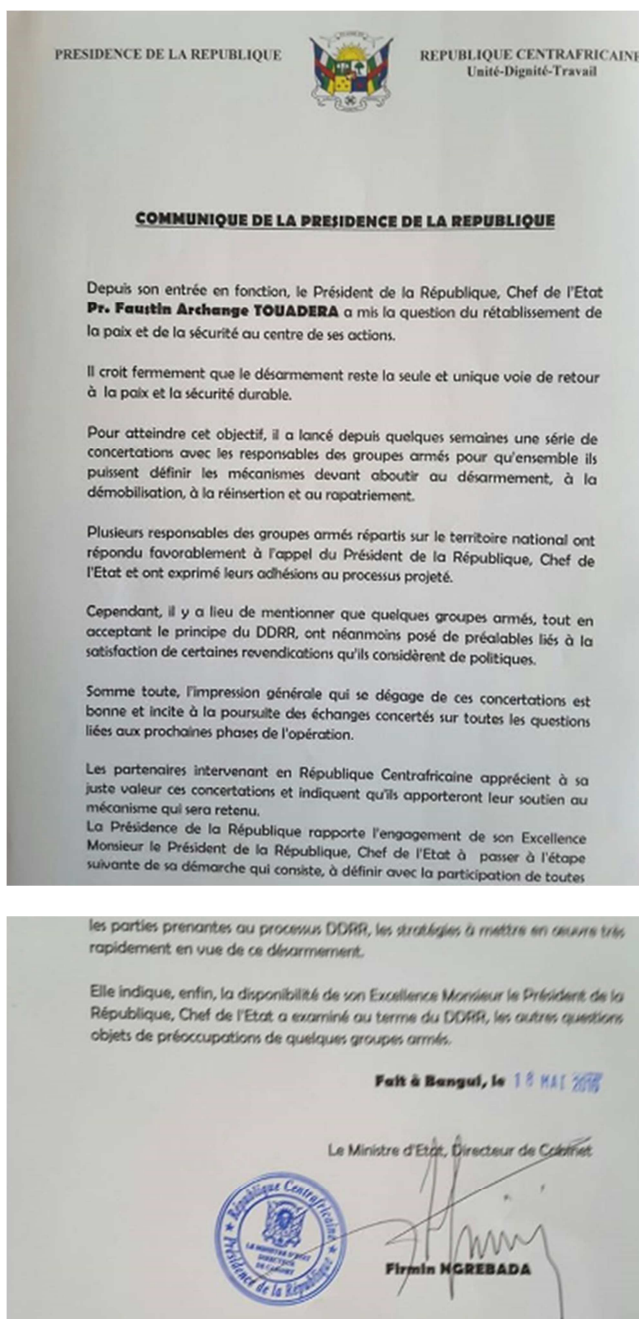 PRESIDENCE DE LA REPUBLIQUE
REPUBLIQUE CENTRAFRICAINE
Unité-Dignité-Travail
COMMUNIQUE DE LA PRESIDENCE DE LA REPUBLIQUE
Depuis son entrée en fonction, le Président de la République, Chef de l'Etat
Pr. Faustin Archange TOUADERA a mis la question du rétablissement de
la paix et de la sécurité au centre de ses actions.
Il croit fermement que le désarmement reste la seule et unique voie de retour
à la paix et la sécurité durable.
Pour atteindre cet objectif, il a lancé depuis quelques semaines une série de
concertations avec les responsables des groupes armés pour qu'ensemble ils
puissent définir les mécanismes devant aboutir au désarmement, à la
démobilisation, à la réinsertion et au rapatriement.
Plusieurs responsables des groupes armés répartis sur le territoire national ont
répondu favorablement à l'appel du Président de la République, Chef de
l'Etat et ont exprimé leurs adhésions au processus projeté.
Cependant, il y a lieu de mentionner que quelques groupes armés, tout en
acceptant le principe du DDRR, ont néanmoins posé de préalables liés à la
satisfaction de certaines revendications qu'ils considèrent de politiques.
Somme toute, l'impression générale qui se dégage de ces concertations est
bonne et incite à la poursuite des échanges concertés sur toutes les questions
liées aux prochaines phases de l'opération.
Les partenaires intervenant en République Centrafricaine apprécient à sa
juste valeur ces concertations et indiquent qu'ils apporteront leur soutien au
mécanisme qui sera retenu.
La Présidence de la République rapporte l'engagement de son Excellence
Monsieur le Président de la République, Chef de l'Etat à passer à l'étape
suivante de sa démarche qui consiste, à définir avec la participation de toutes
les parties prenantes au processus DDRR, les stratégies à mettre en œuvre très
rapidement en vue de ce désarmement.
Elle indique, enfin, la disponibilité de son Excellence Monsieur le Président de la
République, Chef de l'Etat a examiné au terme du DDRR, les autres questions
objets de préoccupations de quelques groupes armés.
Fait à Bangui, le 18 MAI 2016
Le Ministre d'Etat, Directeur de Cabinet
République Centrafricaine
LE MINISTRE D'ETAT
DIRECTEUR
DE CABINET
Présidence de la République
Firmin NGREBADA